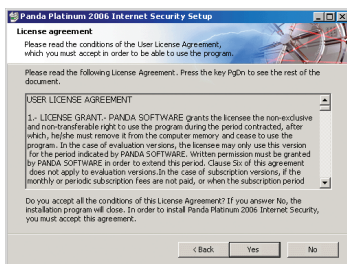 Panda Platinum 2006 Internet Security Setup
License agreement
Please read the conditions of the User License Agreement,
which you must accept in order to be able to use the program.
Please read the following License Agreement. Press the key PgDn to see the rest of the
document.
USER LICENSE AGREEMENT
1.- LICENSE GRANT.- PANDA SOFTWARE Grants the licensee the non-exclusive
and non-transferable right to use the program during the period contracted, after
which, he/she must remove it from the computer memory and cease to use the
program. In the case of evaluation versions, the licensee may only use this version
for the period indicated by PANDA SOFTWARE. Written permission must be granted
by PANDA SOFTWARE in order to extend this period. Clause Six of this agreement
does not apply to evaluation versions.In the case of subscription versions, if the
monthly or periodic subscription fees are not paid, or when the subscription period
Do you accept all the conditions of this License Agreement? If you answer No, the
installation program will close. In order to install Panda Platinum 2006 Internet Security,
you must accept this agreement.
< Back Yes No